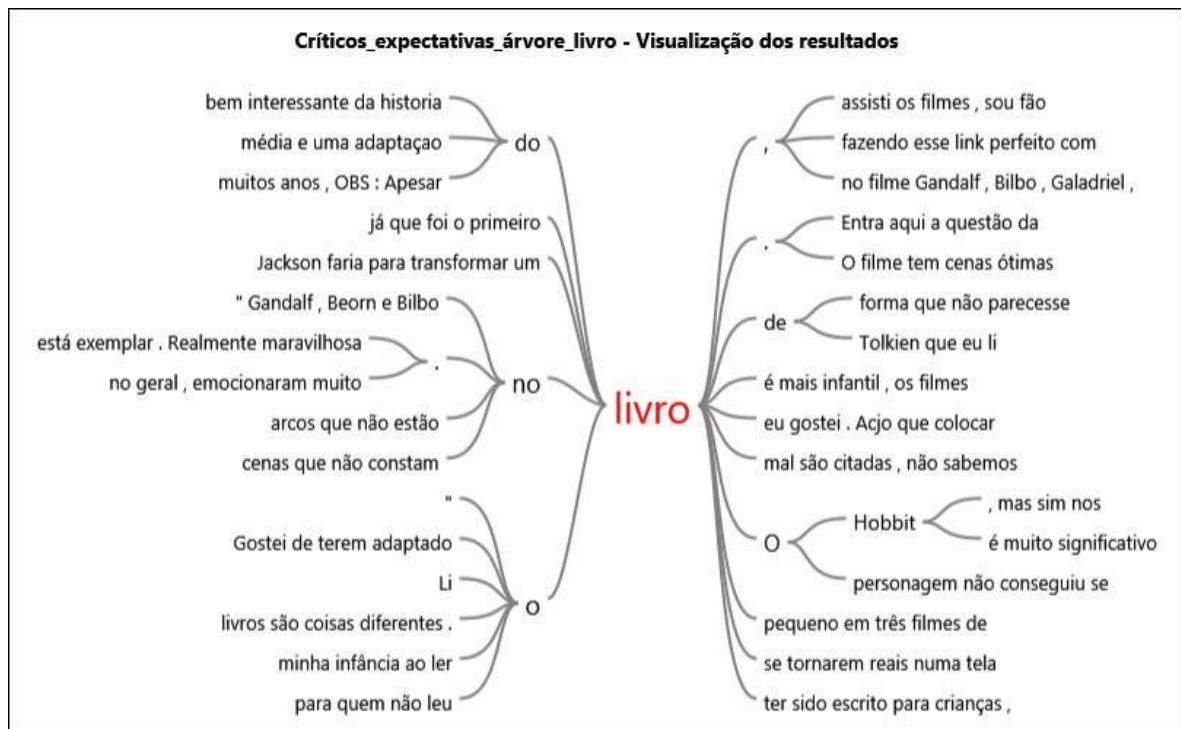 Críticos_expectativas_árvore_livro - Visualização dos resultados
bem interessante da historia
média e uma adaptaçao
muitos anos , OBS : Apesar
do
já que foi o primeiro
Jackson faria para transformar um
" Gandalf , Beorn e Bilbo
está exemplar . Realmente maravilhosa
no geral , emocionaram muito
.
arcos que não estão
cenas que não constam
no
"
Gostei de terem adaptado
Li
livros são coisas diferentes .
minha infância ao ler
para quem não leu
o
livro
,
assisti os filmes , sou fão
fazendo esse link perfeito com
no filme Gandalf , Bilbo , Galadriel ,
.
Entra aqui a questão da
O filme tem cenas ótimas
de
forma que não parecesse
Tolkien que eu li
é mais infantil , os filmes
eu gostei . Acjo que colocar
mal são citadas , não sabemos
O
Hobbit
, mas sim nos
é muito significativo
personagem não conseguiu se
pequeno em três filmes de
se tornarem reais numa tela
ter sido escrito para crianças ,